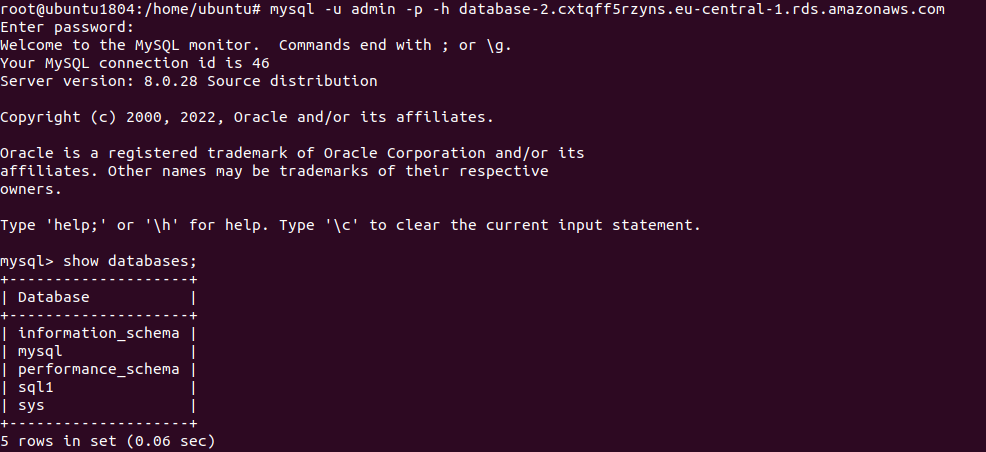 root@ubuntu1804:/home/ubuntu# mysql -u admin -p -h database-2.cxtqff5rzyns.eu-central-1.rds.amazonaws.com
Enter password:
Welcome to the MySQL monitor.  Commands end with ; or \g.
Your MySQL connection id is 46
Server version: 8.0.28 Source distribution

Copyright (c) 2000, 2022, Oracle and/or its affiliates.

Oracle is a registered trademark of Oracle Corporation and/or its
affiliates. Other names may be trademarks of their respective
owners.

Type 'help;' or '\h' for help. Type '\c' to clear the current input statement.

mysql> show databases;
+--------------------+
| Database           |
+--------------------+
| information_schema |
| mysql              |
| performance_schema |
| sql1               |
| sys                |
+--------------------+
5 rows in set (0.06 sec)